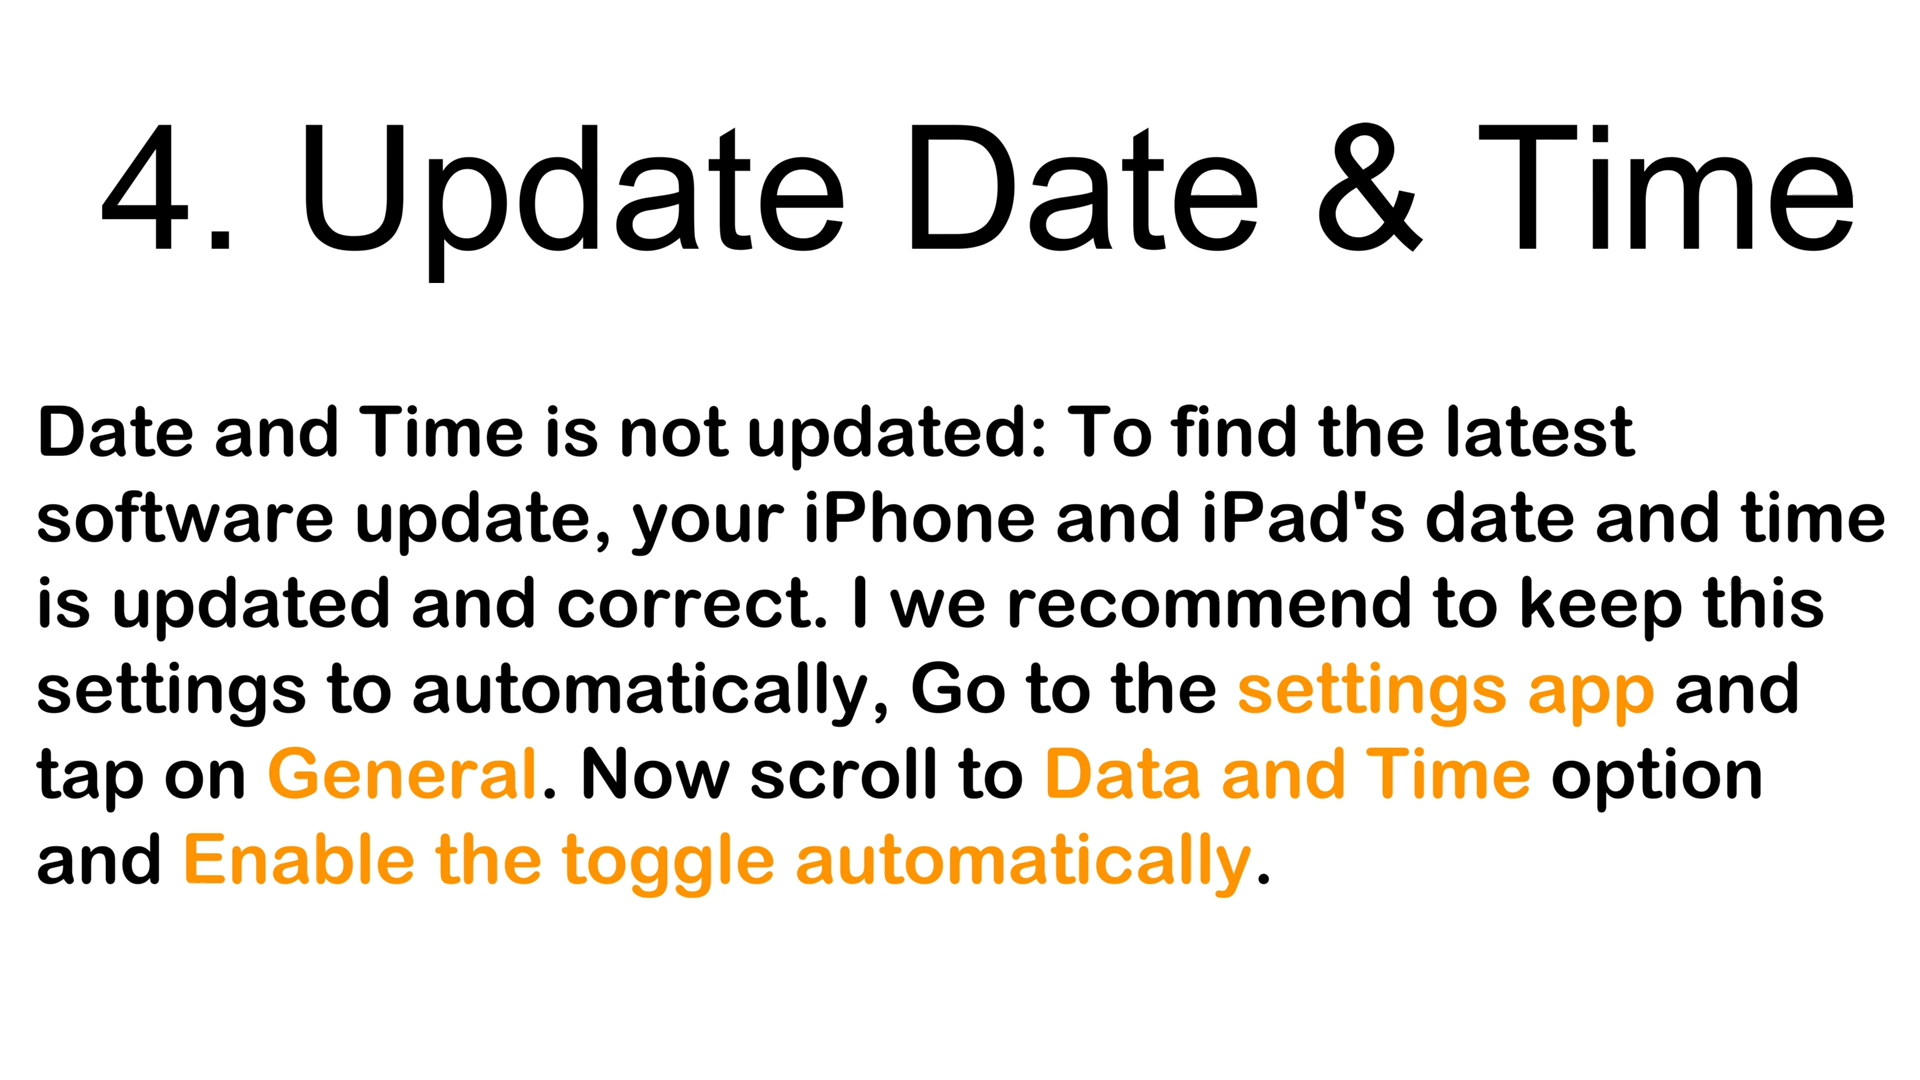 4. Update Date & Time
Date and Time is not updated: To find the latest
software update, your iPhone and iPad's date and time
is updated and correct. I we recommend to keep this
settings to automatically, Go to the settings app and
tap on General. Now scroll to Data and Time option
and Enable the toggle automatically.